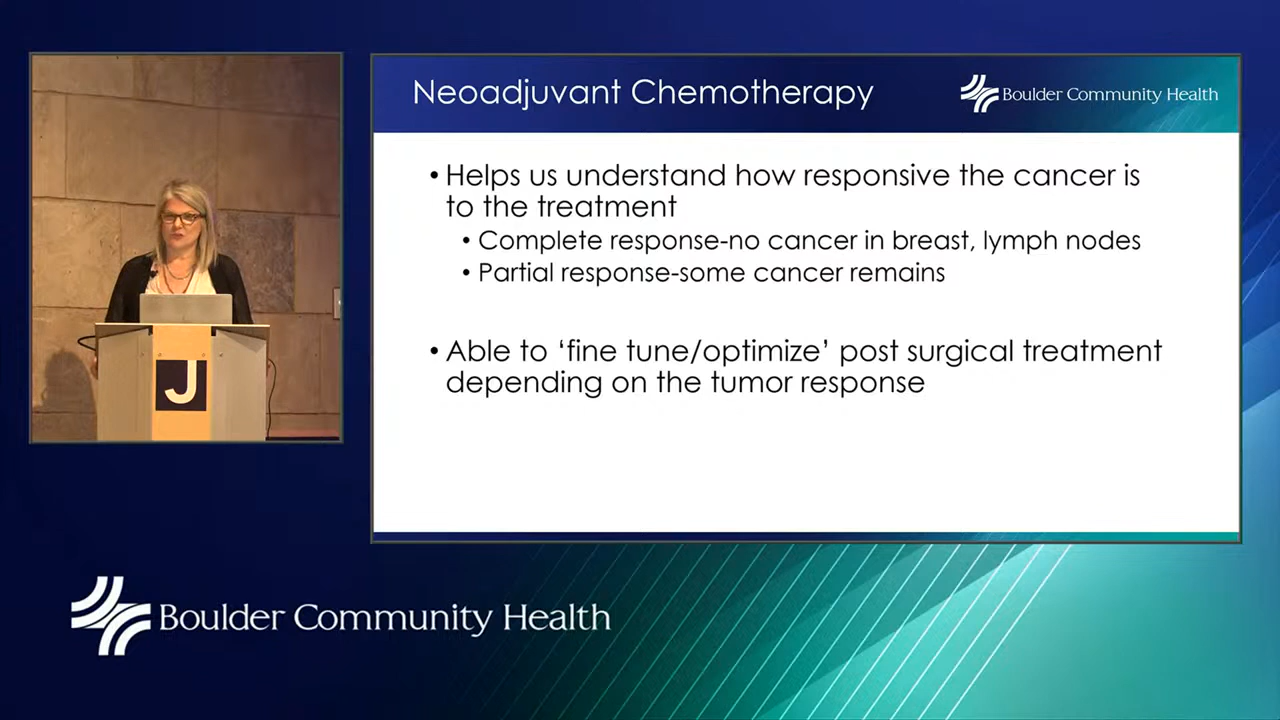 Neoadjuvant Chemotherapy
Boulder Community Health
• Helps us understand how responsive the cancer is
to the treatment
• Complete response-no cancer in breast, lymph nodes
• Partial response-some cancer remains
• Able to ‘fine tune/optimize’ post surgical treatment
depending on the tumor response
J
Boulder Community Health